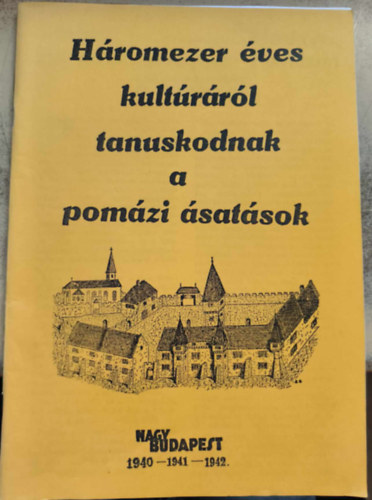 Háromezer éves
kultúráról
tanuskodnak
a
pomázi ásatások
NAGY
BUDAPEST
1940—1941—1942.